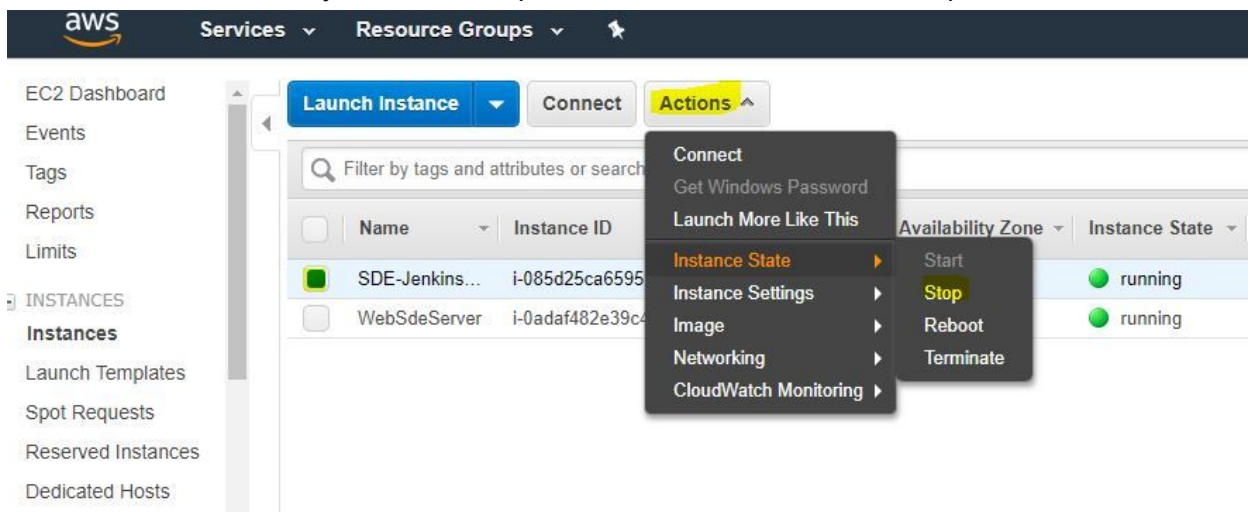 aws Services Resource Groups
EC2 Dashboard
Events
Tags
Reports
Limits
INSTANCES
Instances
Launch Templates
Spot Requests
Reserved Instances
Dedicated Hosts
Launch Instance Connect Actions
Filter by tags and attributes or search
Name Instance ID Availability Zone Instance State
SDE-Jenkins... i-085d25ca6595 running
WebSdeServer i-0adaf482e39c4 running
Connect
Get Windows Password
Launch More Like This
Instance State
Instance Settings
Image
Networking
CloudWatch Monitoring
Start
Stop
Reboot
Terminate